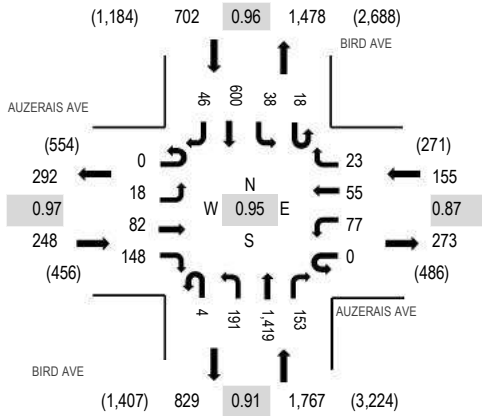 (1,184) 702 0.96 1,478 (2,688)
BIRD AVE
AUZERAIS AVE
46 600 38 18
(554) 0 23 (271)
292 18 55 155
N
0.97 82 W 0.95 E 77 0.87
S
248 148 0 273
(456) (486)
4 191 1,419 153
AUZERAIS AVE
BIRD AVE
(1,407) 829 0.91 1,767 (3,224)